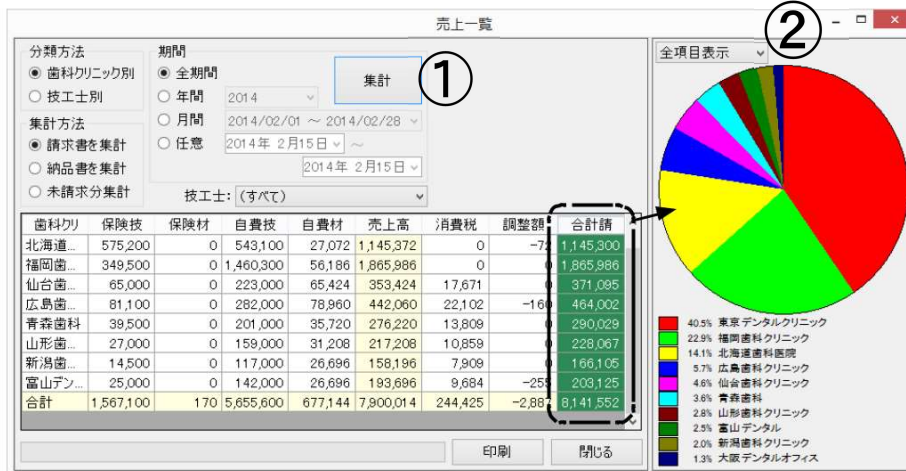 売上一覧
分類方法
歯科クリニック別
技工士別
集計方法
請求書を集計
納品書を集計
未請求分集計
期間
全期間
年間 2014
月間 2014/02/01 ～ 2014/02/28
任意 2014年 2月15日 ～
2014年 2月15日
集計
①
技工士: (すべて)
歯科クリ 保険技 保険材 自費技 自費材 売上高 消費税 調整額 合計請
北海道... 575,200 0 543,100 27,072 1,145,372 0 -72 1,145,300
福岡歯... 349,500 0 1,460,300 56,186 1,865,986 0 0 1,865,986
仙台歯... 65,000 0 223,000 65,424 353,424 17,671 0 371,095
広島歯... 81,100 0 282,000 78,960 442,060 22,102 -160 464,002
青森歯科 39,500 0 201,000 35,720 276,220 13,809 0 290,029
山形歯... 27,000 0 159,000 31,208 217,208 10,859 0 228,067
新潟歯... 14,500 0 117,000 26,696 158,196 7,909 0 166,105
富山デン... 25,000 0 142,000 26,696 193,696 9,684 -255 203,125
合計 1,567,100 170 5,655,600 677,144 7,900,014 244,425 -2,887 8,141,552
印刷 閉じる
②
全項目表示
40.5% 東京デンタルクリニック
22.9% 福岡歯科クリニック
14.1% 北海道歯科医院
5.7% 広島歯科クリニック
4.6% 仙台歯科クリニック
3.6% 青森歯科
2.8% 山形歯科クリニック
2.5% 富山デンタル
2.0% 新潟歯科クリニック
1.3% 大阪デンタルオフィス